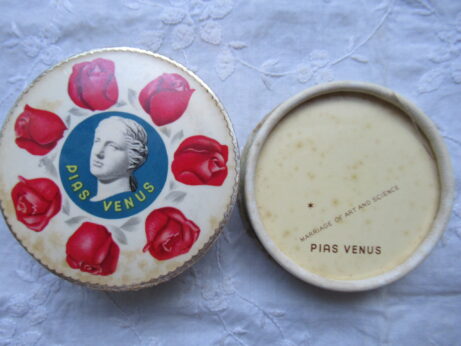 PIAS VENUS
MARRIAGE OF ART AND SCIENCE
PIAS VENUS